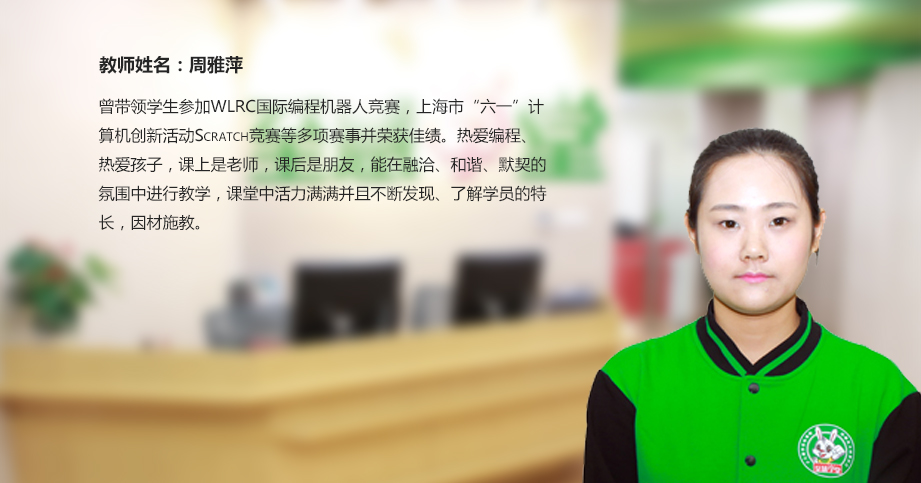 教师姓名：周雅萍
曾带领学生参加WLRC国际编程机器人竞赛，上海市“六一”计
算机创新活动SCRATCH竞赛等多项赛事并荣获佳绩。热爱编程、
热爱孩子，课上是老师，课后是朋友，能在融洽、和谐、默契的
氛围中进行教学，课堂中活力满满并且不断发现、了解学员的特
长，因材施教。